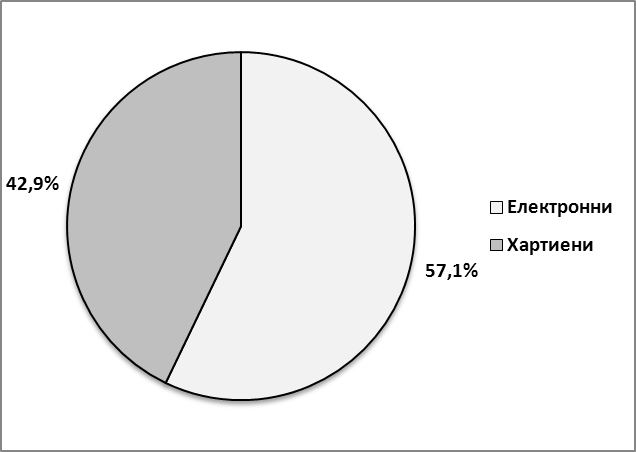 42,9%
57,1%
Електронни
Хартиени